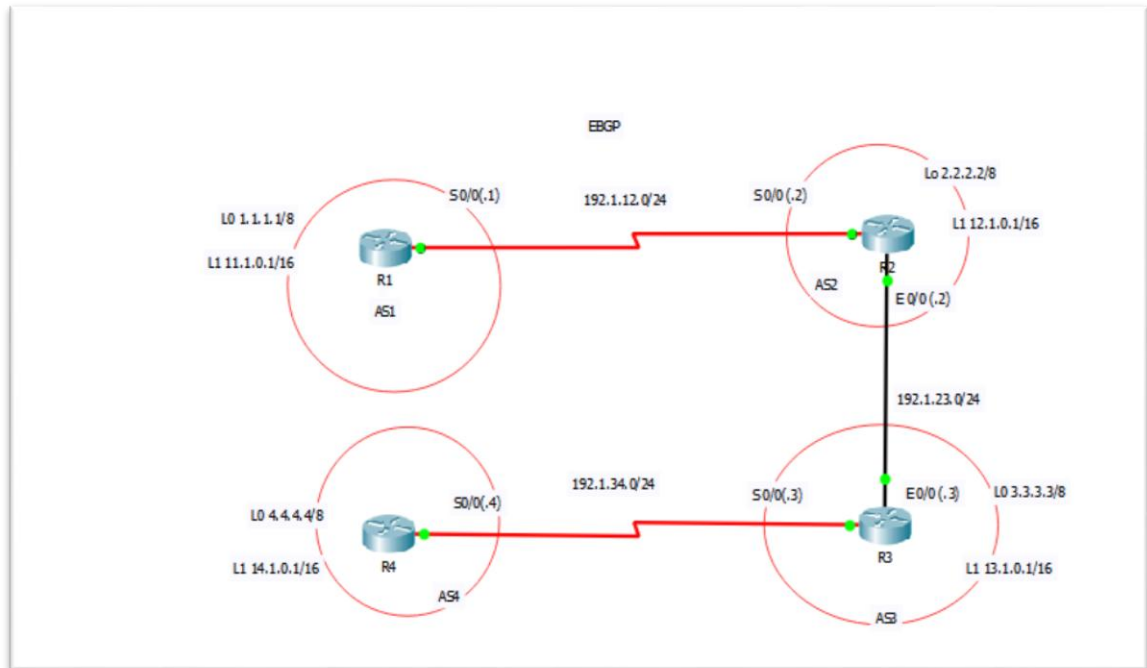 EBGP
Lo 2.2.2.2/8
S0/0(.1)
192.1.12.0/24
S0/0 (.2)
L0 1.1.1.1/8
L1 12.1.0.1/16
L1 11.1.0.1/16
R1
R2
AS1
AS2
E 0/0 (.2)
192.1.23.0/24
192.1.34.0/24
S0/0(.4)
S0/0(.3)
E0/0 (.3)
L0 3.3.3.3/8
L0 4.4.4.4/8
R4
R3
L1 14.1.0.1/16
L1 13.1.0.1/16
AS4
AS3